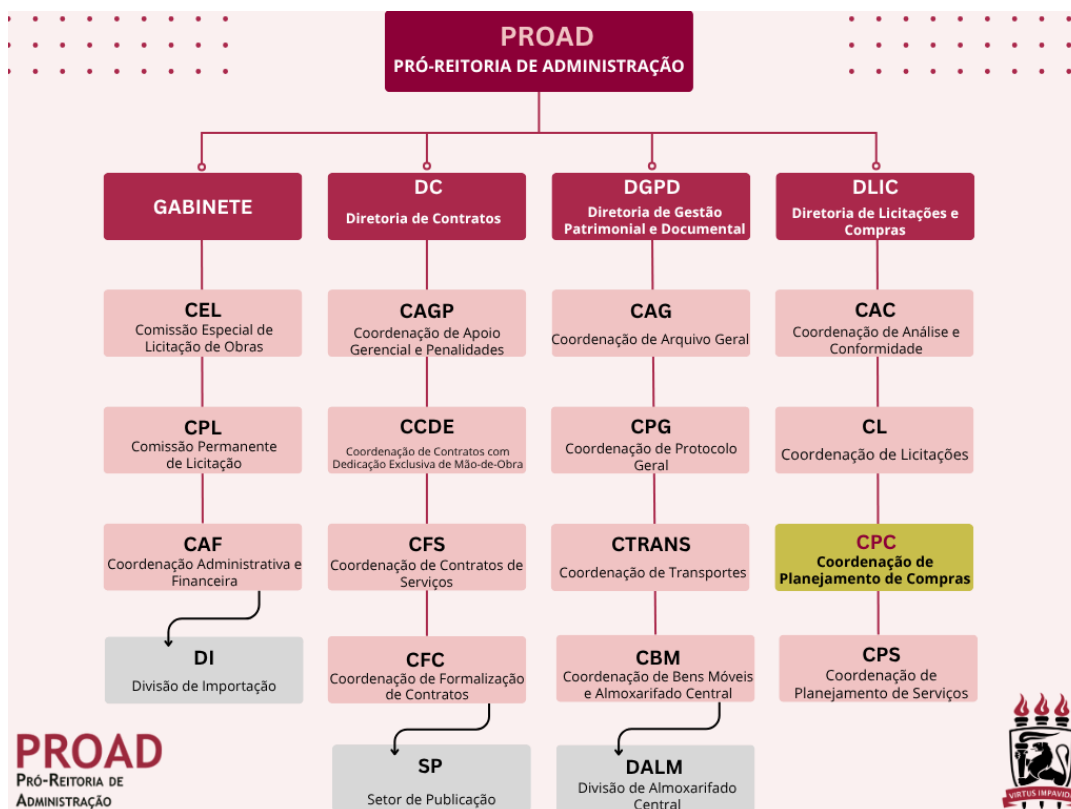 PROAD
PRÓ-REITORIA DE ADMINISTRAÇÃO
GABINETE
CEL
Comissão Especial de
Licitação de Obras
CPL
Comissão Permanente
de Licitação
CAF
Coordenação Administrativa e
Financeira
DI
Divisão de Importação
DC
Diretoria de Contratos
CAGP
Coordenação de Apoio
Gerencial e Penalidades
CCDE
Coordenação de Contratos com
Dedicação Exclusiva de Mão-de-Obra
CFS
Coordenação de Contratos de
Serviços
CFC
Coordenação de Formalização
de Contratos
SP
Setor de Publicação
DGPD
Diretoria de Gestão
Patrimonial e Documental
CAG
Coordenação de Arquivo Geral
CPG
Coordenação de Protocolo
Geral
CTRANS
Coordenação de Transportes
CBM
Coordenação de Bens Móveis
e Almoxarifado Central
DALM
Divisão de Almoxarifado
Central
DLIC
Diretoria de Licitações e
Compras
CAC
Coordenação de Análise e
Conformidade
CL
Coordenação de Licitações
CPC
Coordenação de
Planejamento de Compras
CPS
Coordenação de
Planejamento de Serviços
PROAD
PRÓ-REITORIA DE
ADMINISTRAÇÃO
VIRTUS IMPAVIDA